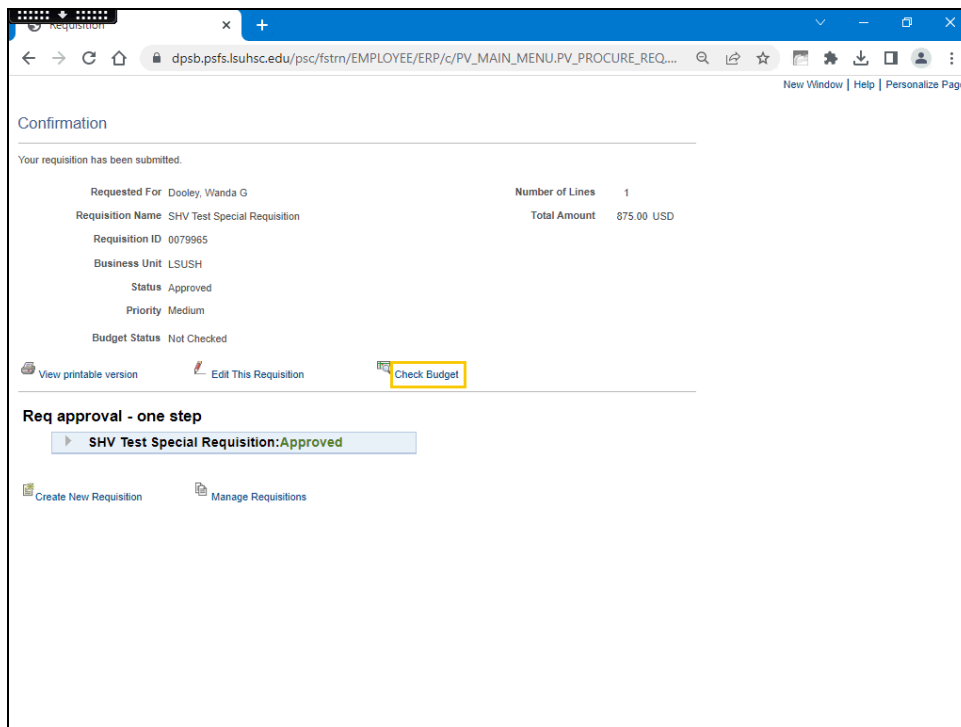 Requisition
dpsb.psfs.lsuhsc.edu/psc/fstrn/EMPLOYEE/ERP/c/PV_MAIN_MENU.PV_PROCURE_REQ....
New Window | Help | Personalize Page
Confirmation
Your requisition has been submitted.
Requested For Dooley, Wanda G Number of Lines 1
Requisition Name SHV Test Special Requisition Total Amount 875.00 USD
Requisition ID 0079965
Business Unit LSUSH
Status Approved
Priority Medium
Budget Status Not Checked
View printable version Edit This Requisition Check Budget
Req approval - one step
SHV Test Special Requisition:Approved
Create New Requisition Manage Requisitions